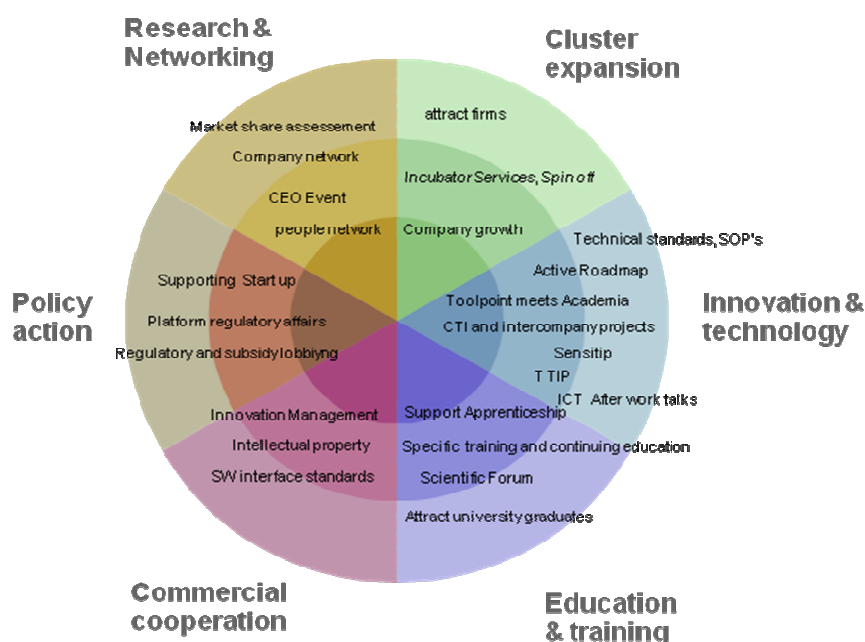 Research &
Networking
Cluster
expansion
attract firms
Market share assessement
Company network
Incubator Services, Spin off
CEO Event
people network
Company growth
Technical standards, SOP's
Active Roadmap
Supporting Start up
Toolpoint meets Academia
Policy
action
Innovation &
technology
Platform regulatory affairs
CTI and intercompany projects
Regulatory and subsidy lobbiyng
Sensitip
T TIP
ICT After work talks
Innovation Management
Support Apprenticeship
Intellectual property
Specific training and continuing education
SW interface standards
Scientific Forum
Attract university graduates
Commercial
cooperation
Education
& training